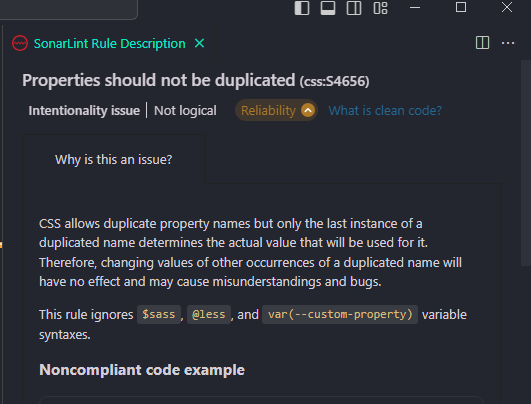 SonarLint Rule Description
Properties should not be duplicated (css:S4656)
Intentionality issue | Not logical Reliability What is clean code?
Why is this an issue?
CSS allows duplicate property names but only the last instance of a
duplicated name determines the actual value that will be used for it.
Therefore, changing values of other occurrences of a duplicated name will
have no effect and may cause misunderstandings and bugs.
This rule ignores $sass, @less, and var(--custom-property) variable
syntaxes.
Noncompliant code example